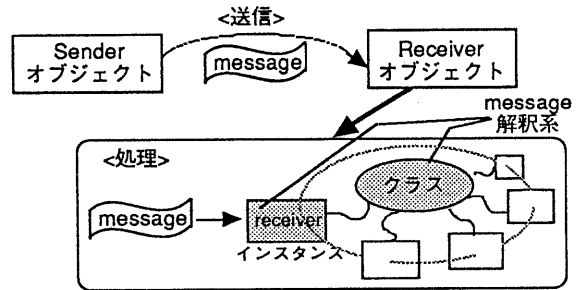 <送信>
Sender
オブジェクト
message
Receiver
オブジェクト
message
解釈系
<処理>
クラス
message
receiver
インスタンス